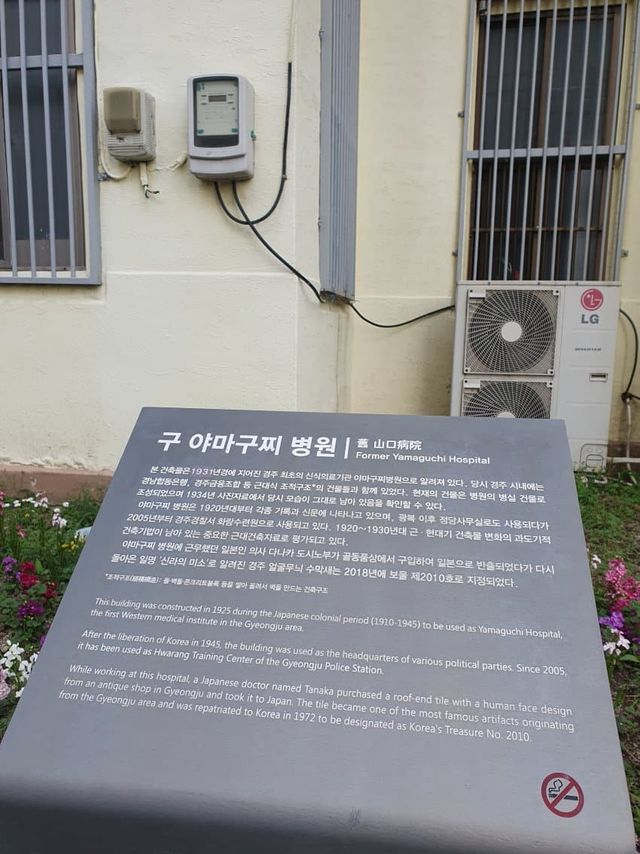 LG
구 야마구찌 병원 | 舊 山口病院
Former Yamaguchi Hospital
본 건축물은 1931년경에 지어진 경주 최초의 신식의료기관 야마구찌병원으로 알려져 있다. 당시 경주 시내에는
경남합동은행, 경주금융조합 등 근대식 조적구조*의 건물들과 함께 있었다. 현재의 건물은 병원의 병실 건물로
조성되었으며 1934년 사진자료에서 당시 모습이 그대로 남아 있음을 확인할 수 있다.
야마구찌 병원은 1920년대부터 각종 기록과 신문에 나타나고 있으며, 광복 이후 정당사무실로도 사용되다가
2005년부터 경주경찰서 화랑수련원으로 사용되고 있다. 1920~1930년대 근·현대기 건축물 변화의 과도기적
건축기법이 남아 있는 중요한 근대건축자료로 평가되고 있다.
야마구찌 병원에 근무했던 일본인 의사 다나카 도시노부가 골동품상에서 구입하여 일본으로 반출되었다가 다시
돌아온 일명 '신라의 미소'로 알려진 경주 얼굴무늬 수막새는 2018년에 보물 제2010호로 지정되었다.
*조적구조(組積構造) : 돌·벽돌·콘크리트블록 등을 쌓아 올려서 벽을 만드는 건축구조
This building was constructed in 1925 during the Japanese colonial period (1910-1945) to be used as Yamaguchi Hospital,
the first Western medical institute in the Gyeongju area.
After the liberation of Korea in 1945, the building was used as the headquarters of various political parties. Since 2005,
it has been used as Hwarang Training Center of the Gyeongju Police Station.
While working at this hospital, a Japanese doctor named Tanaka purchased a roof-end tile with a human face design
from an antique shop in Gyeongju and took it to Japan. The tile became one of the most famous artifacts originating
from the Gyeongju area and was repatriated to Korea in 1972 to be designated as Korea's Treasure No. 2010.